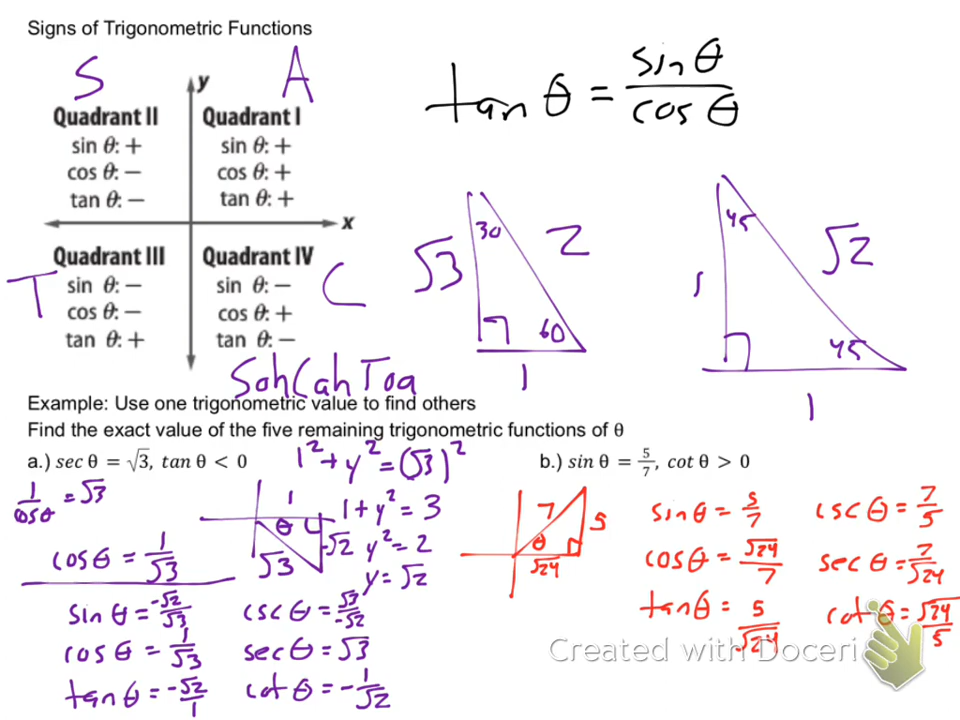 Signs of Trigonometric Functions
S A
y
Quadrant II
sin θ: +
cos θ: −
tan θ: −
Quadrant I
sin θ: +
cos θ: +
tan θ: +
x
T C
Quadrant III
sin θ: −
cos θ: −
tan θ: +
Quadrant IV
sin θ: −
cos θ: +
tan θ: −
tan θ = sin θ / cos θ
30
√3 2
60
1
45
1 √2
45
1
SohCahToa
Example: Use one trigonometric value to find others
Find the exact value of the five remaining trigonometric functions of θ
a.) sec θ = √3, tan θ < 0
1/cosθ = √3
cos θ = 1/√3
1² + y² = (√3)²
1 + y² = 3
y² = 2
y = √2
1
θ
-√2
√3
sin θ = -√2/√3
cos θ = 1/√3
tan θ = -√2/1
csc θ = √3/-√2
sec θ = √3
cot θ = -1/√2
b.) sin θ = 5/7, cot θ > 0
7
5
θ
√24
sin θ = 5/7
cos θ = √24/7
tan θ = 5/√24
csc θ = 7/5
sec θ = 7/√24
cot θ = √24/5
Created with Doceri